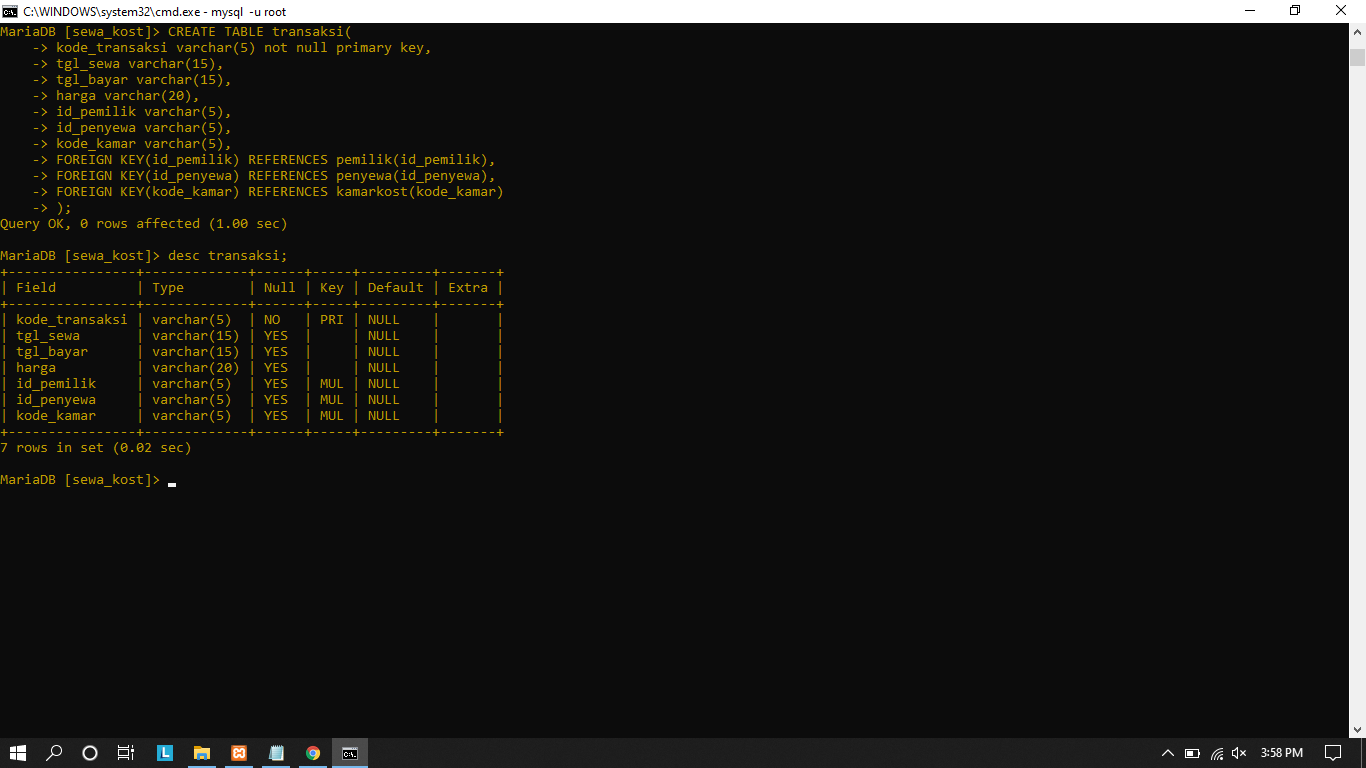 C:\WINDOWS\system32\cmd.exe - mysql  -u root
MariaDB [sewa_kost]> CREATE TABLE transaksi(
    -> kode_transaksi varchar(5) not null primary key,
    -> tgl_sewa varchar(15),
    -> tgl_bayar varchar(15),
    -> harga varchar(20),
    -> id_pemilik varchar(5),
    -> id_penyewa varchar(5),
    -> kode_kamar varchar(5),
    -> FOREIGN KEY(id_pemilik) REFERENCES pemilik(id_pemilik),
    -> FOREIGN KEY(id_penyewa) REFERENCES penyewa(id_penyewa),
    -> FOREIGN KEY(kode_kamar) REFERENCES kamarkost(kode_kamar)
    -> );
Query OK, 0 rows affected (1.00 sec)

MariaDB [sewa_kost]> desc transaksi;
+----------------+-------------+------+-----+---------+-------+
| Field          | Type        | Null | Key | Default | Extra |
+----------------+-------------+------+-----+---------+-------+
| kode_transaksi | varchar(5)  | NO   | PRI | NULL    |       |
| tgl_sewa       | varchar(15) | YES  |     | NULL    |       |
| tgl_bayar      | varchar(15) | YES  |     | NULL    |       |
| harga          | varchar(20) | YES  |     | NULL    |       |
| id_pemilik     | varchar(5)  | YES  | MUL | NULL    |       |
| id_penyewa     | varchar(5)  | YES  | MUL | NULL    |       |
| kode_kamar     | varchar(5)  | YES  | MUL | NULL    |       |
+----------------+-------------+------+-----+---------+-------+
7 rows in set (0.02 sec)

MariaDB [sewa_kost]>
L
3:58 PM